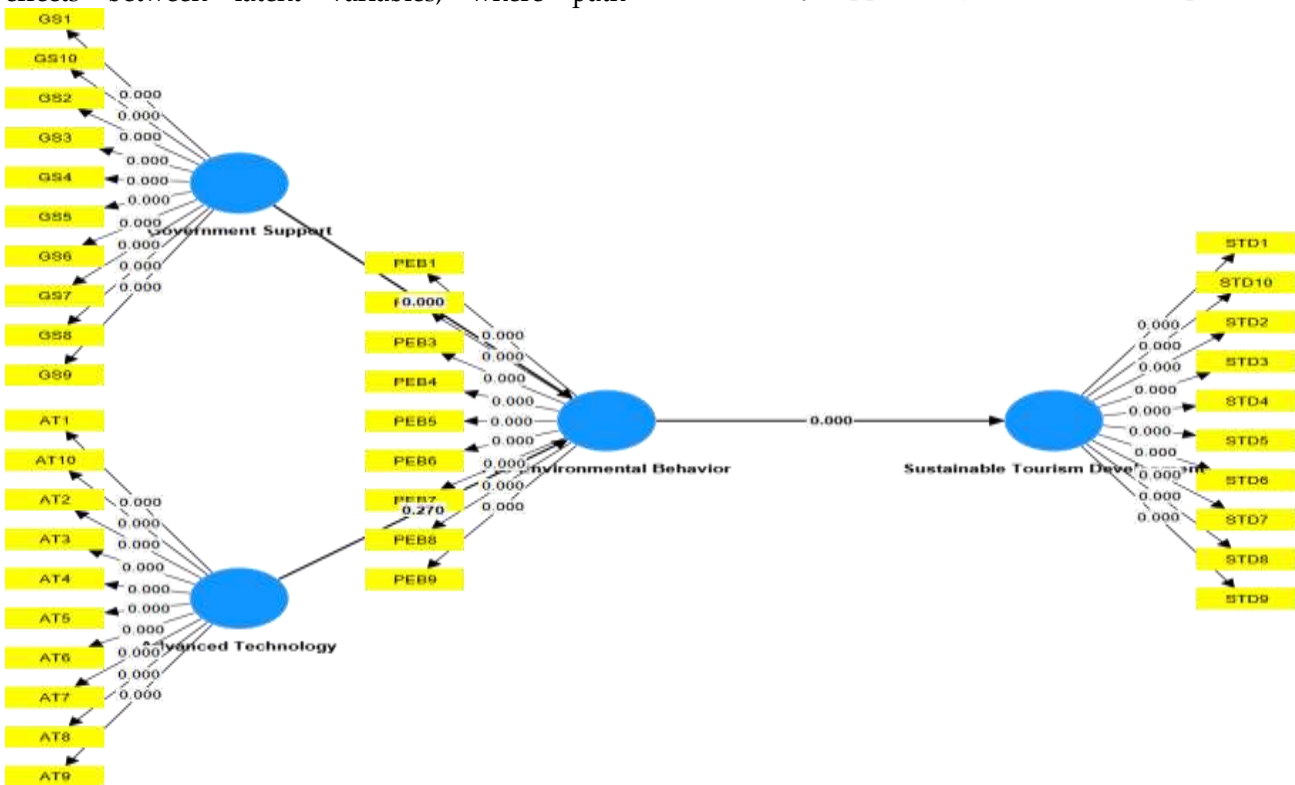 effects between latent variables, where path
GS1
GS10
GS2
GS3
GS4
GS5
GS6
GS7
GS8
GS9
0.000
0.000
0.000
0.000
0.000
0.000
0.000
0.000
0.000
0.000
Government Support
AT1
AT10
AT2
AT3
AT4
AT5
AT6
AT7
AT8
AT9
0.000
0.000
0.000
0.000
0.000
0.000
0.000
0.000
0.000
0.000
Advanced Technology
0.000
0.270
PEB1
PEB3
PEB4
PEB5
PEB6
PEB7
PEB8
PEB9
0.000
0.000
0.000
0.000
0.000
0.000
0.000
0.000
0.000
Environmental Behavior
0.000
Sustainable Tourism
STD1
STD10
STD2
STD3
STD4
STD5
STD6
STD7
STD8
STD9
0.000
0.000
0.000
0.000
0.000
0.000
0.000
0.000
0.000
0.000